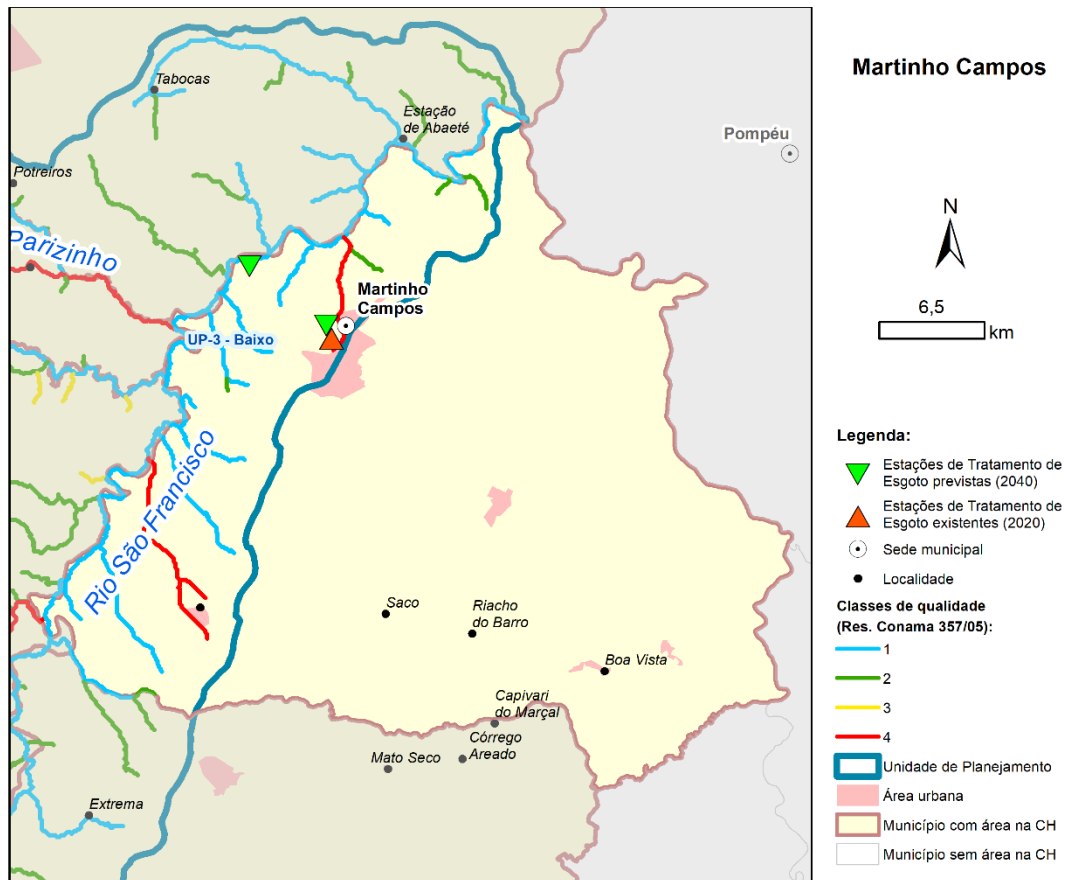 Martinho Campos
Tabocas
Estação
de Abaeté
Pompéu
Potreiros
Parizinho
N
Martinho
Campos
6,5
km
UP-3 - Baixo
Rio São Francisco
Saco
Riacho
do Barro
Boa Vista
Capivari
do Marçal
Córrego
Areado
Mato Seco
Extrema
Legenda:
Estações de Tratamento de
Esgoto previstas (2040)
Estações de Tratamento de
Esgoto existentes (2020)
Sede municipal
Localidade
Classes de qualidade
(Res. Conama 357/05):
1
2
3
4
Unidade de Planejamento
Área urbana
Município com área na CH
Município sem área na CH